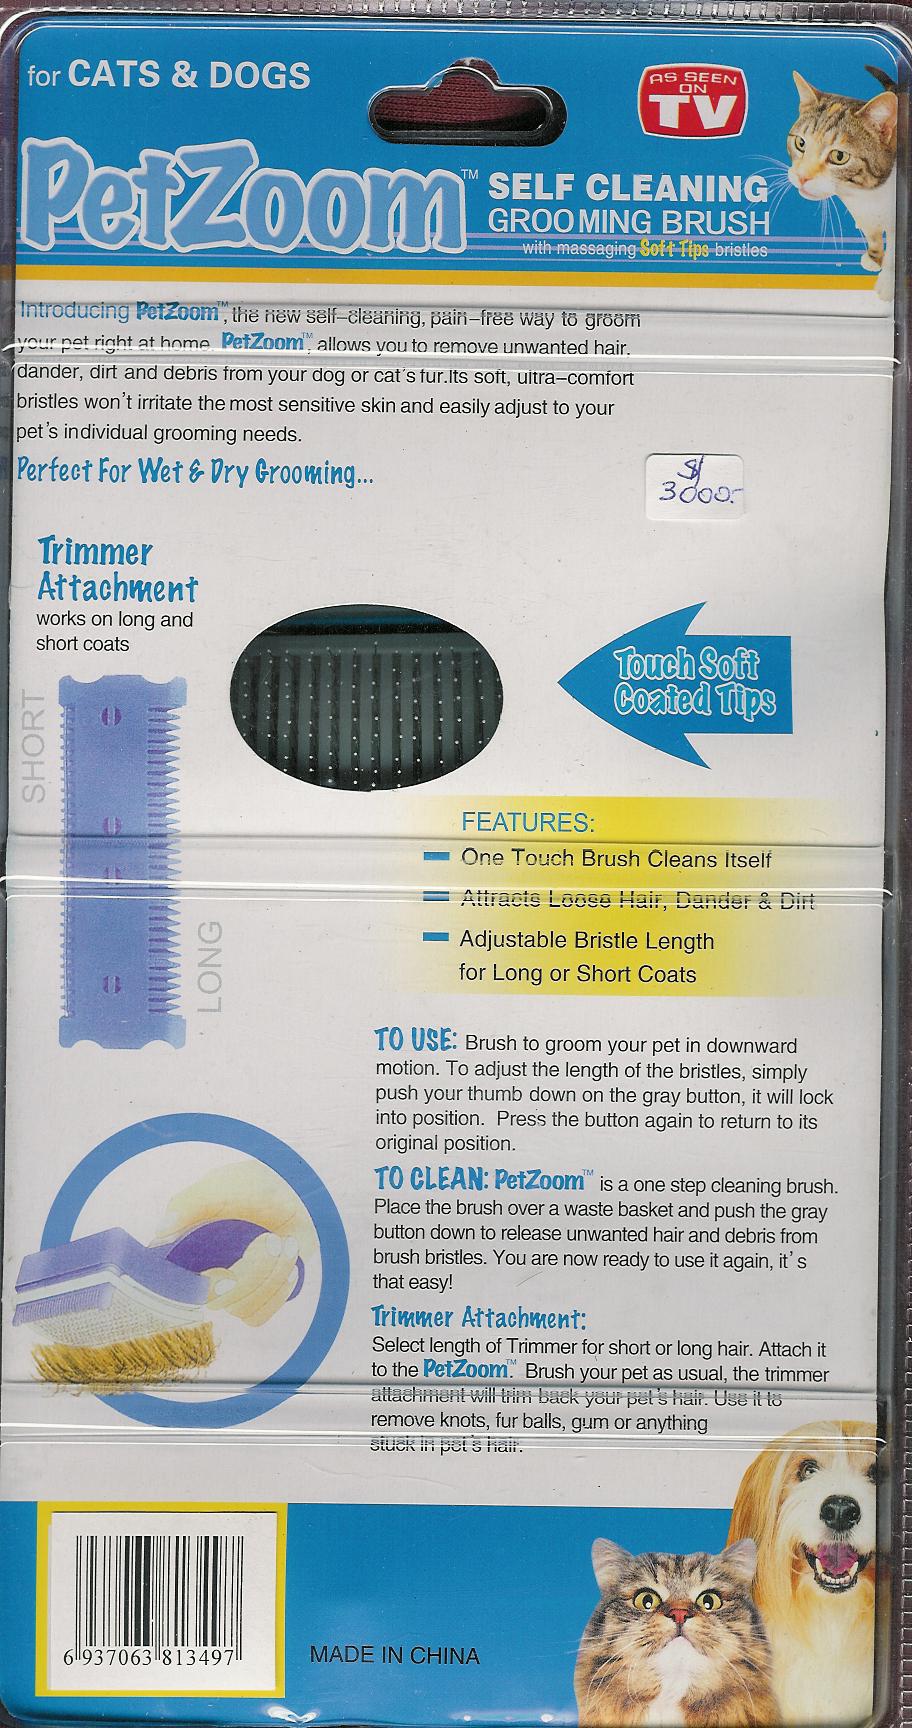 for CATS & DOGS
AS SEEN
ON
TV
PetZoom™
SELF CLEANING
GROOMING BRUSH
with massaging Soft Tips bristles
Introducing PetZoom™, the new self-cleaning, pain-free way to groom
your pet right at home. PetZoom™, allows you to remove unwanted hair,
dander, dirt and debris from your dog or cat's fur.Its soft, ultra-comfort
bristles won't irritate the most sensitive skin and easily adjust to your
pet's individual grooming needs.
Perfect For Wet & Dry Grooming...
$/
3000.-
Trimmer
Attachment
works on long and
short coats
SHORT
LONG
Touch Soft
Coated Tips
FEATURES:
One Touch Brush Cleans Itself
Attracts Loose Hair, Dander & Dirt
Adjustable Bristle Length
for Long or Short Coats
TO USE: Brush to groom your pet in downward
motion. To adjust the length of the bristles, simply
push your thumb down on the gray button, it will lock
into position. Press the button again to return to its
original position.
TO CLEAN: PetZoom™ is a one step cleaning brush.
Place the brush over a waste basket and push the gray
button down to release unwanted hair and debris from
brush bristles. You are now ready to use it again, it's
that easy!
Trimmer Attachment:
Select length of Trimmer for short or long hair. Attach it
to the PetZoom™. Brush your pet as usual, the trimmer
attachment will trim back your pet's hair. Use it to
remove knots, fur balls, gum or anything
stuck in pet's hair.
6 937063 813497
MADE IN CHINA